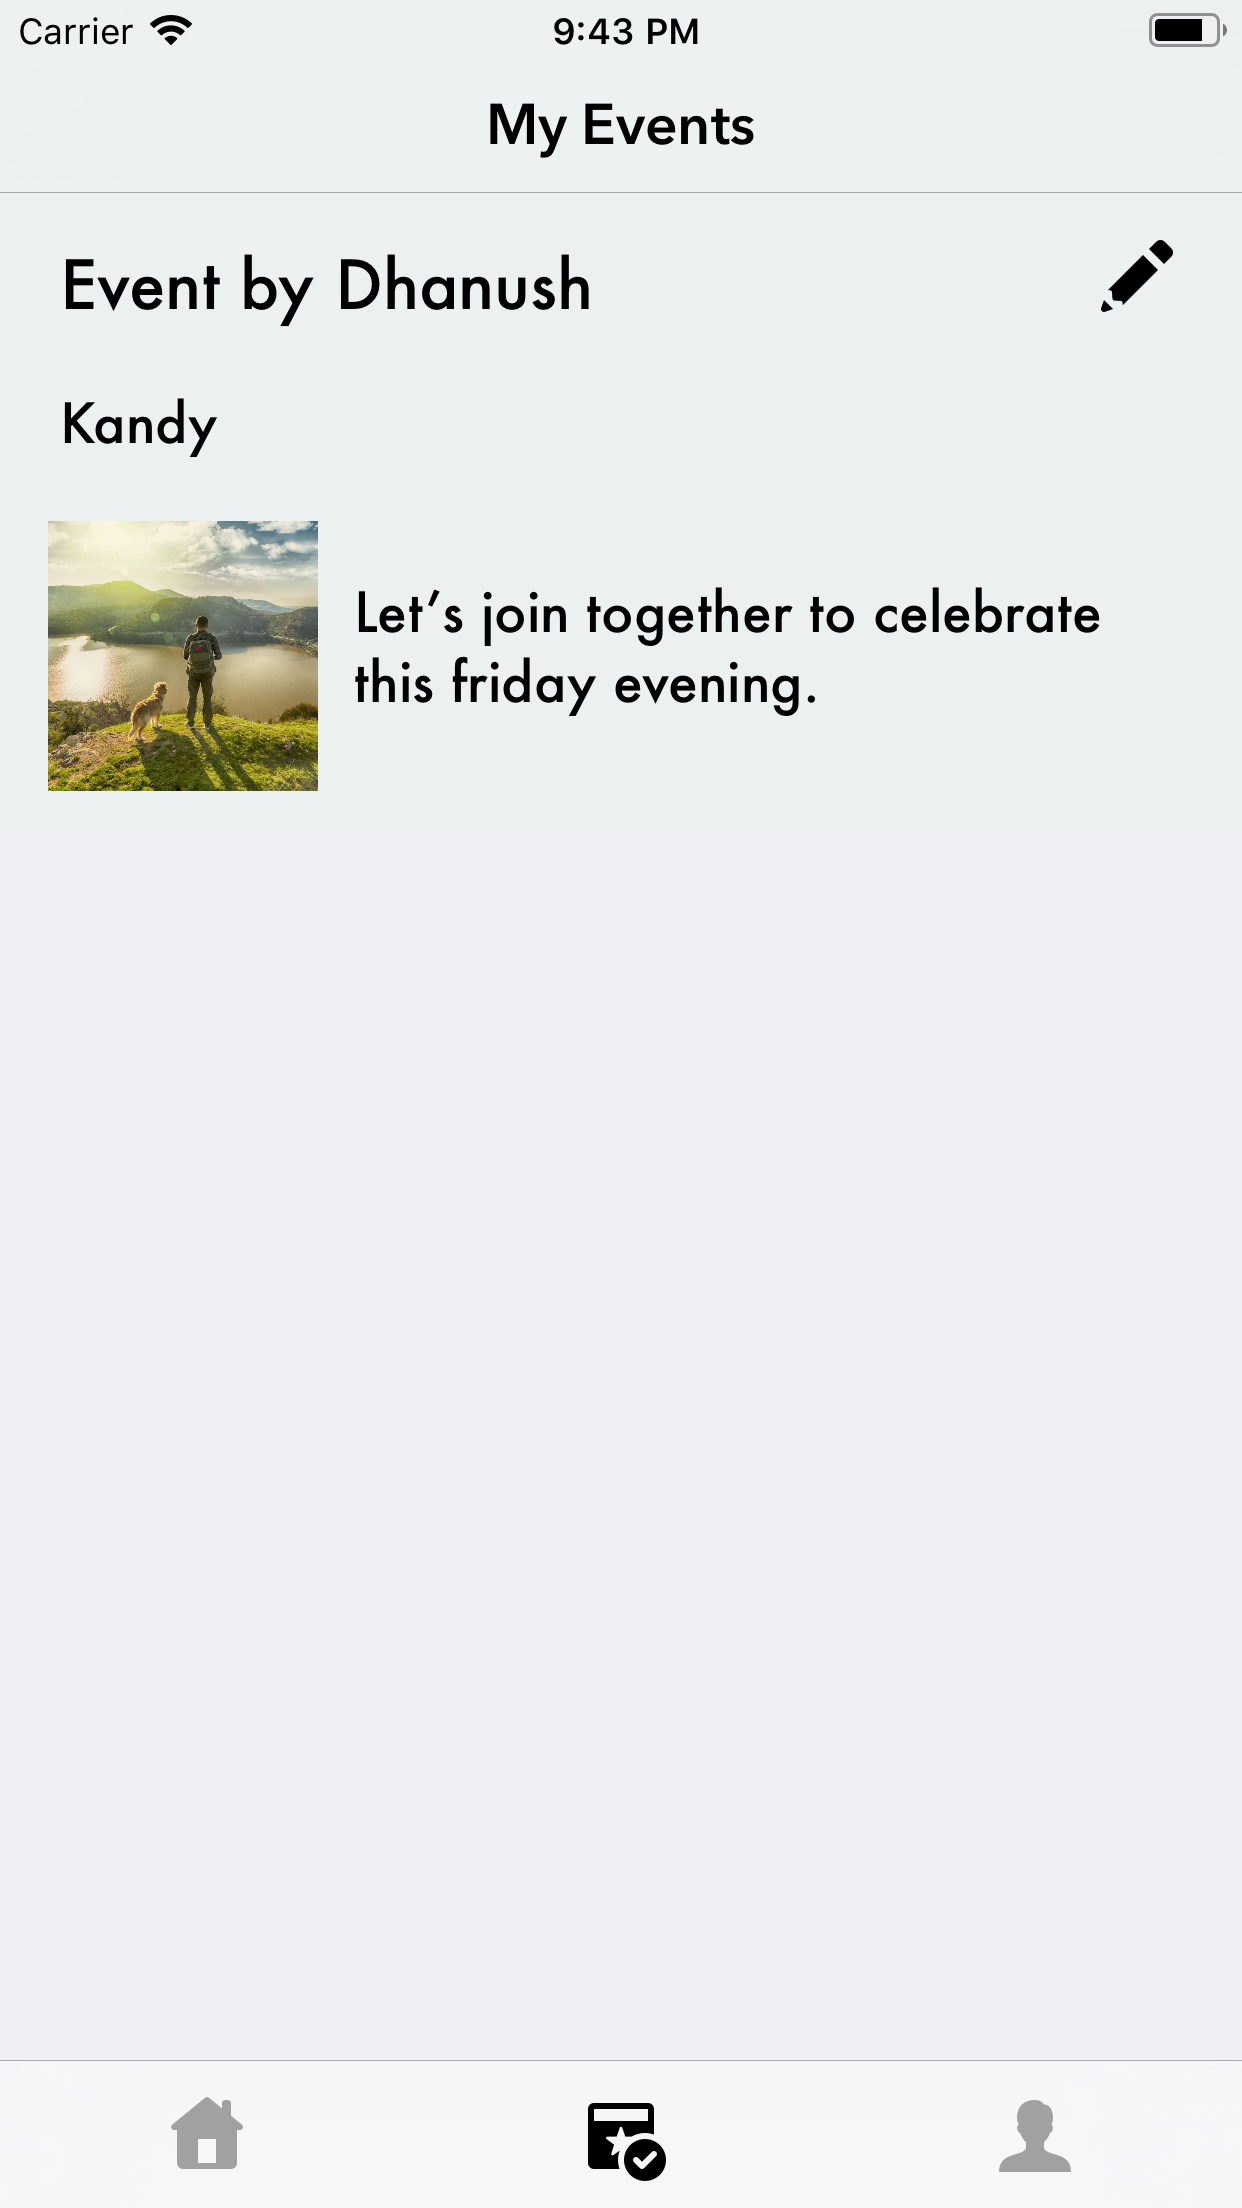 Carrier 9:43 PM
My Events
Event by Dhanush
Kandy
Let’s join together to celebrate
this friday evening.